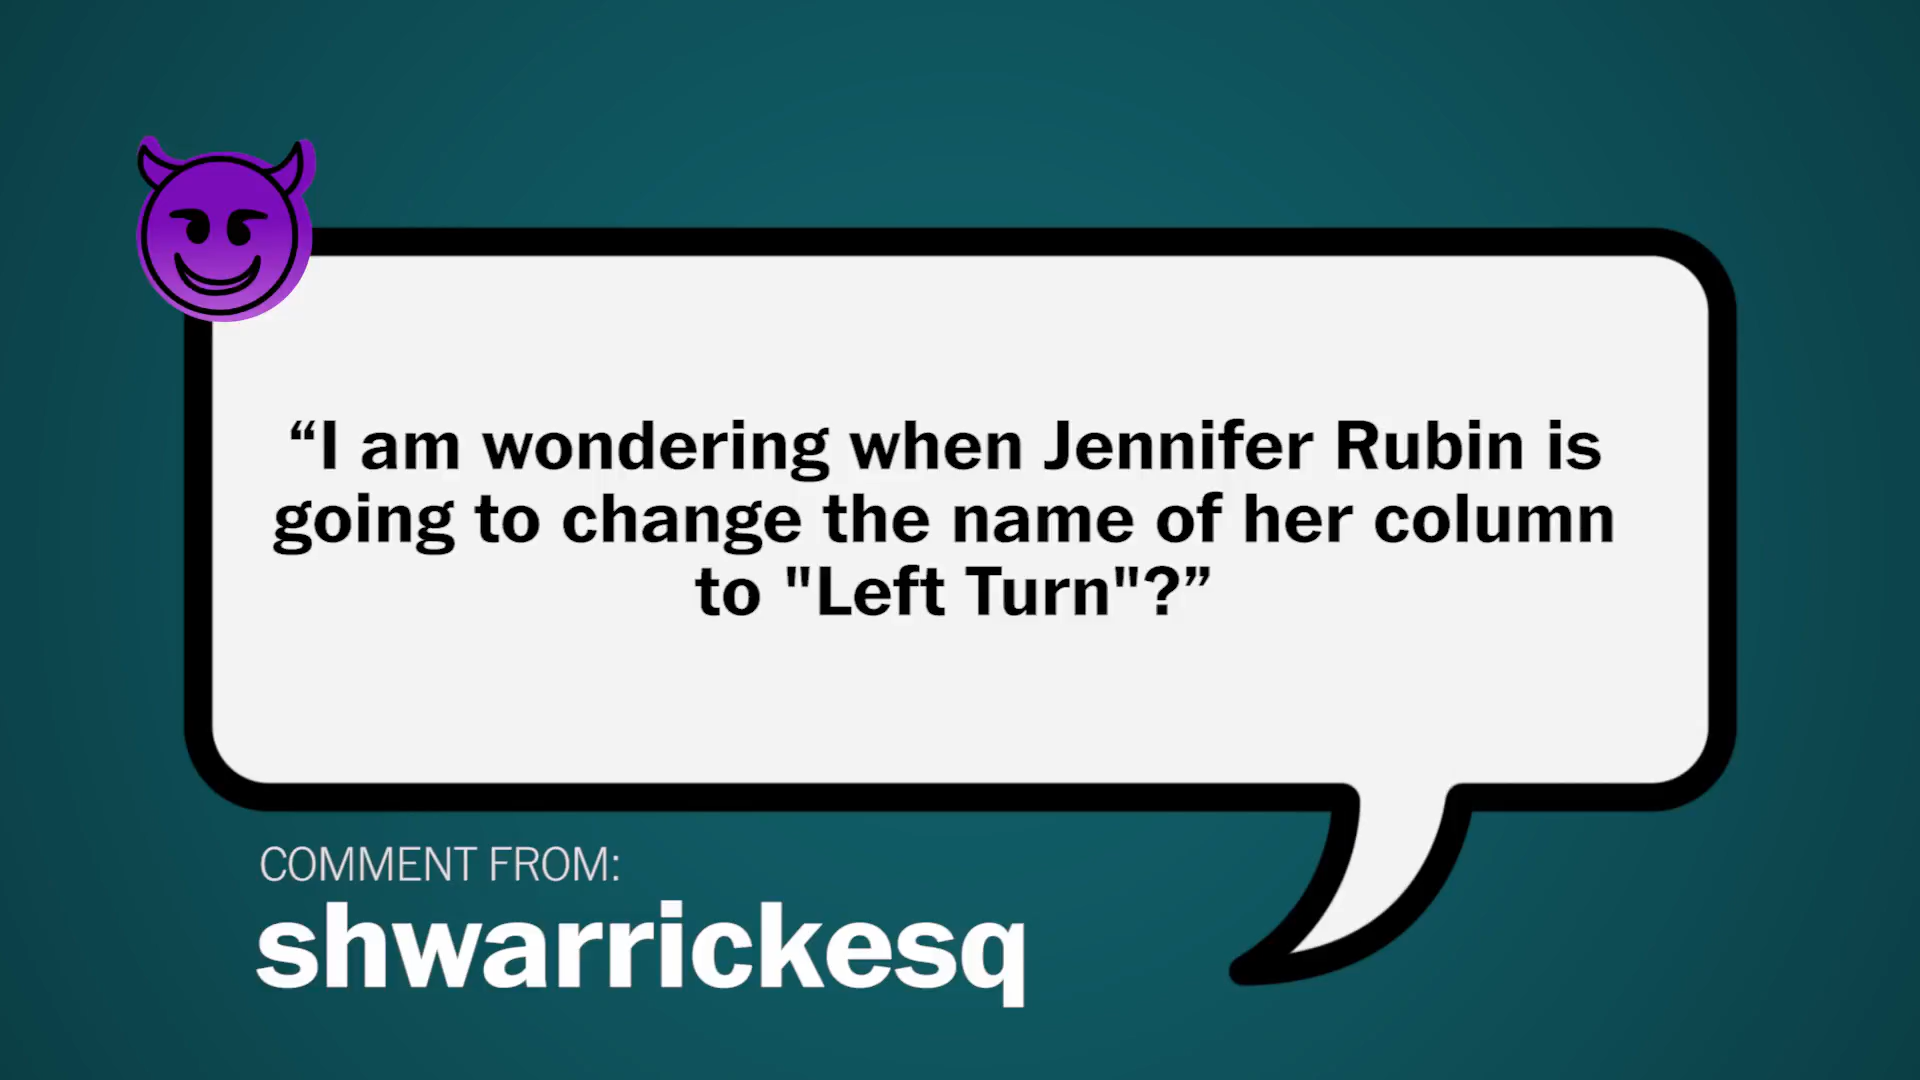 “I am wondering when Jennifer Rubin is
going to change the name of her column
to "Left Turn"?”
COMMENT FROM:
shwarrickesq